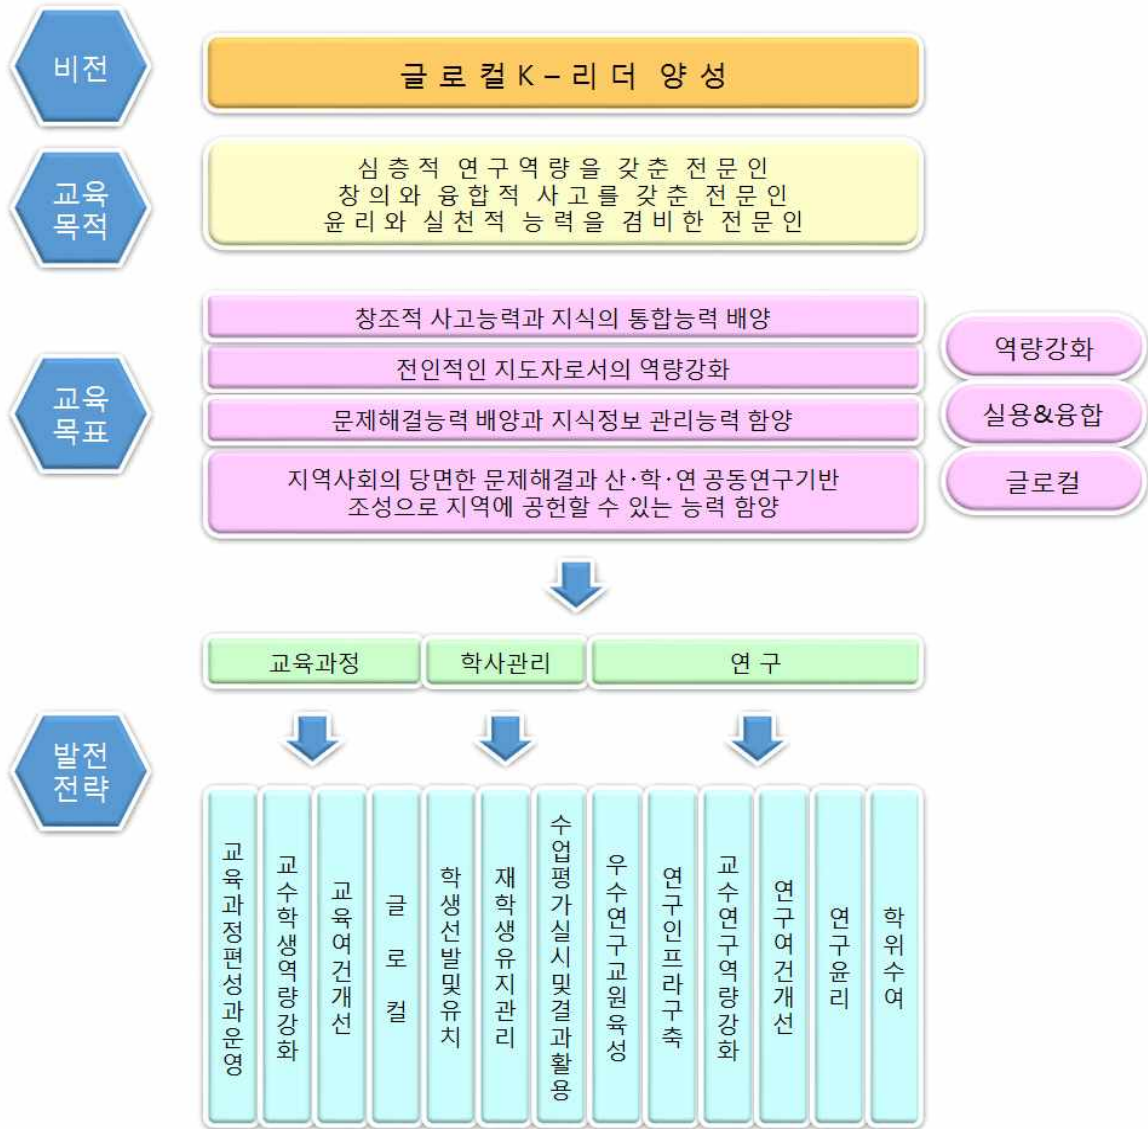 비전
글로컬K-리더 양성
교육
목적
심층적 연구역량을 갖춘 전문인
창의와 융합적 사고를 갖춘 전문인
윤리와 실천적 능력을 겸비한 전문인
교육
목표
창조적 사고능력과 지식의 통합능력 배양
전인적인 지도자로서의 역량강화
문제해결능력 배양과 지식정보 관리능력 함양
지역사회의 당면한 문제해결과 산·학·연 공동연구기반
조성으로 지역에 공헌할 수 있는 능력 함양
역량강화
실용&융합
글로컬
교육과정
학사관리
연 구
발전
전략
교육과정편성과운영
교수학생역량강화
교육여건개선
글로컬
학생선발및유치
재학생유지관리
수업평가실시및결과활용
우수연구교원육성
연구인프라구축
교수연구역량강화
연구여건개선
연구윤리
학위수여